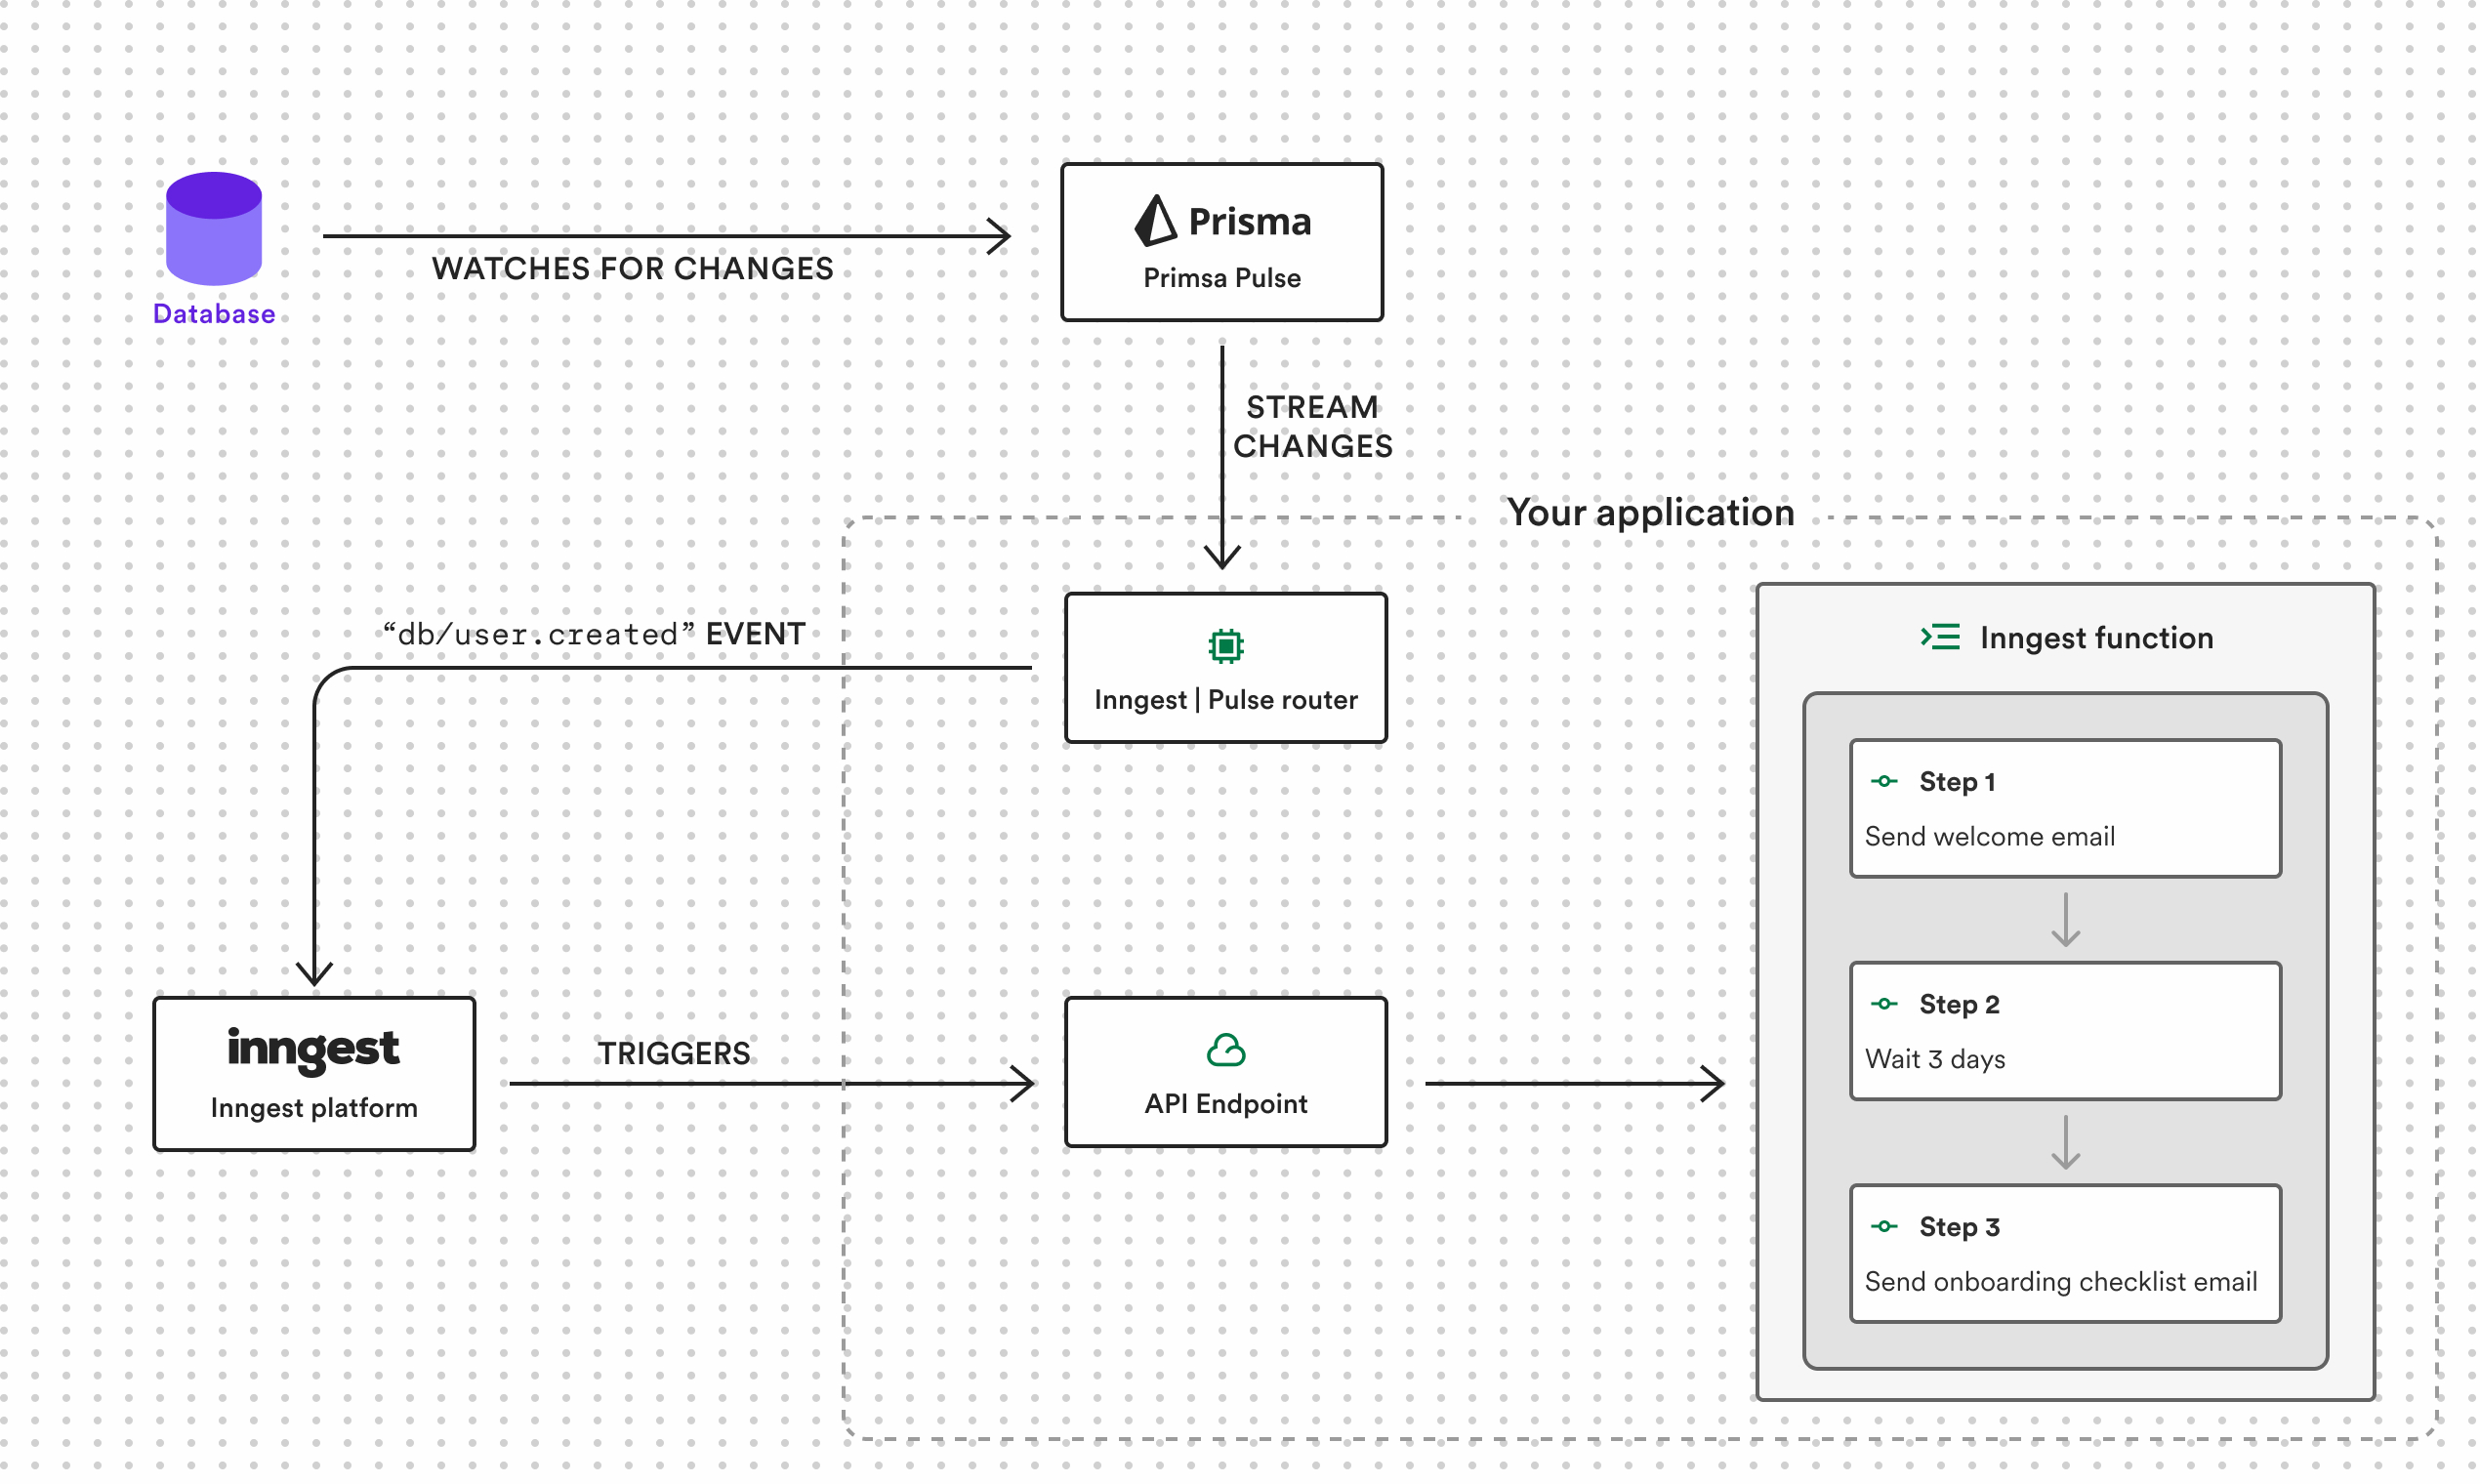 Database
WATCHES FOR CHANGES
Prisma
Primsa Pulse
STREAM
CHANGES
Your application
“db/user.created” EVENT
Inngest | Pulse router
inngest
Inngest platform
TRIGGERS
API Endpoint
Inngest function
Step 1
Send welcome email
Step 2
Wait 3 days
Step 3
Send onboarding checklist email